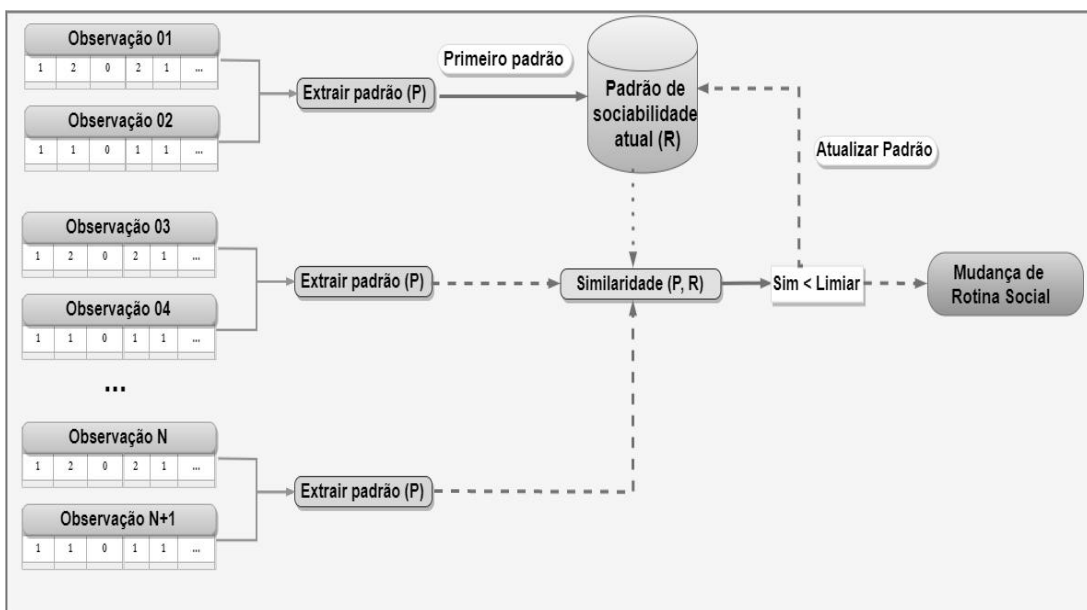 Observação 01
1 2 0 2 1 ...
Observação 02
1 1 0 1 1 ...
Extrair padrão (P)
Primeiro padrão
Padrão de
sociabilidade
atual (R)
Atualizar Padrão
Observação 03
1 2 0 2 1 ...
Observação 04
1 1 0 1 1 ...
Extrair padrão (P)
Similaridade (P, R)
Sim < Limiar
Mudança de
Rotina Social
...
Observação N
1 2 0 2 1 ...
Observação N+1
1 1 0 1 1 ...
Extrair padrão (P)